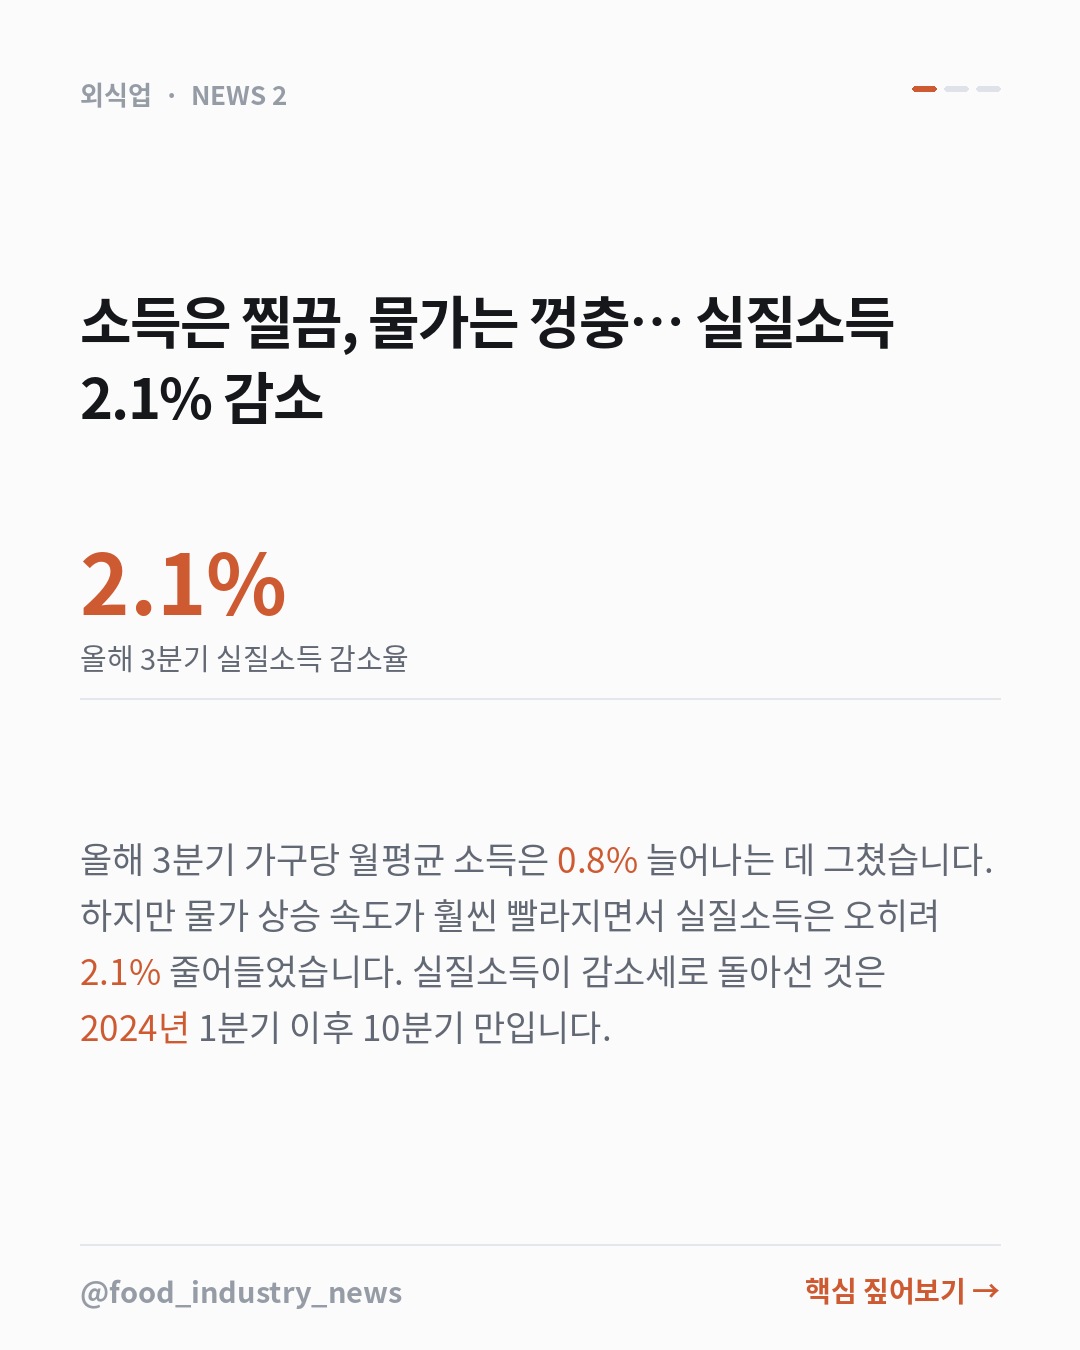 외식업 · NEWS 2
소득은 찔끔, 물가는 껑충… 실질소득
2.1% 감소
2.1%
올해 3분기 실질소득 감소율
올해 3분기 가구당 월평균 소득은 0.8% 늘어나는 데 그쳤습니다.
하지만 물가 상승 속도가 훨씬 빨라지면서 실질소득은 오히려
2.1% 줄어들었습니다. 실질소득이 감소세로 돌아선 것은
2024년 1분기 이후 10분기 만입니다.
@food_industry_news
핵심 짚어보기 →